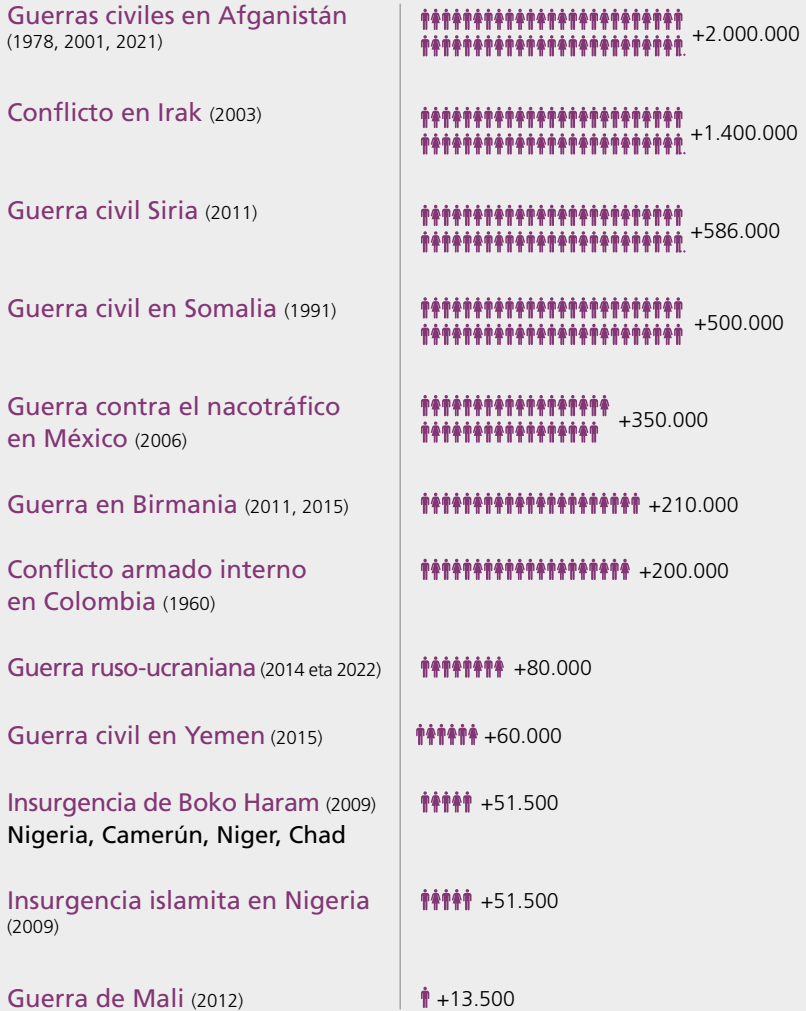 Guerras civiles en Afganistán
(1978, 2001, 2021)
+2.000.000
Conflicto en Irak (2003)
+1.400.000
Guerra civil Siria (2011)
+586.000
Guerra civil en Somalia (1991)
+500.000
Guerra contra el nacotráfico
en México (2006)
+350.000
Guerra en Birmania (2011, 2015)
+210.000
Conflicto armado interno
en Colombia (1960)
+200.000
Guerra ruso-ucraniana (2014 eta 2022)
+80.000
Guerra civil en Yemen (2015)
+60.000
Insurgencia de Boko Haram (2009)
Nigeria, Camerún, Niger, Chad
+51.500
Insurgencia islamita en Nigeria
(2009)
+51.500
Guerra de Mali (2012)
+13.500